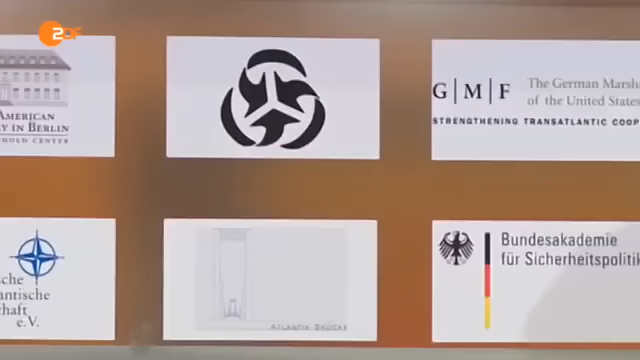 ZDF
AMERICAN
Y IN BERLIN
HOLD CENTER
G|M|F
The German Marsh
of the United States
STRENGTHENING TRANSATLANTIC COOP
che
antische
haft
e.V.
ATLANTIK-BRÜCKE
Bundesakademie
für Sicherheitspolitik